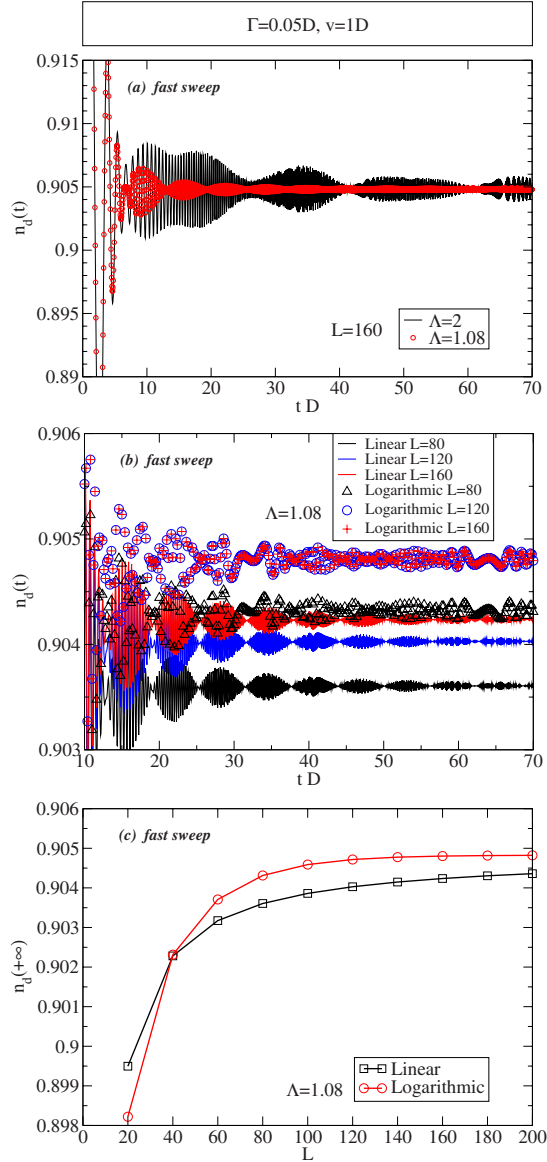 Γ=0.05D, v=1D
(a) fast sweep
0.915
0.91
0.905
0.9
0.895
0.89
n_d(t)
L=160
Λ=2
Λ=1.08
0 10 20 30 40 50 60 70
t D
(b) fast sweep
0.906
0.905
0.904
0.903
n_d(t)
Λ=1.08
Linear L=80
Linear L=120
Linear L=160
Logarithmic L=80
Logarithmic L=120
Logarithmic L=160
10 20 30 40 50 60 70
t D
(c) fast sweep
0.906
0.905
0.904
0.903
0.902
0.901
0.9
0.899
0.898
n_d(+∞)
Λ=1.08
Linear
Logarithmic
0 20 40 60 80 100 120 140 160 180 200
L